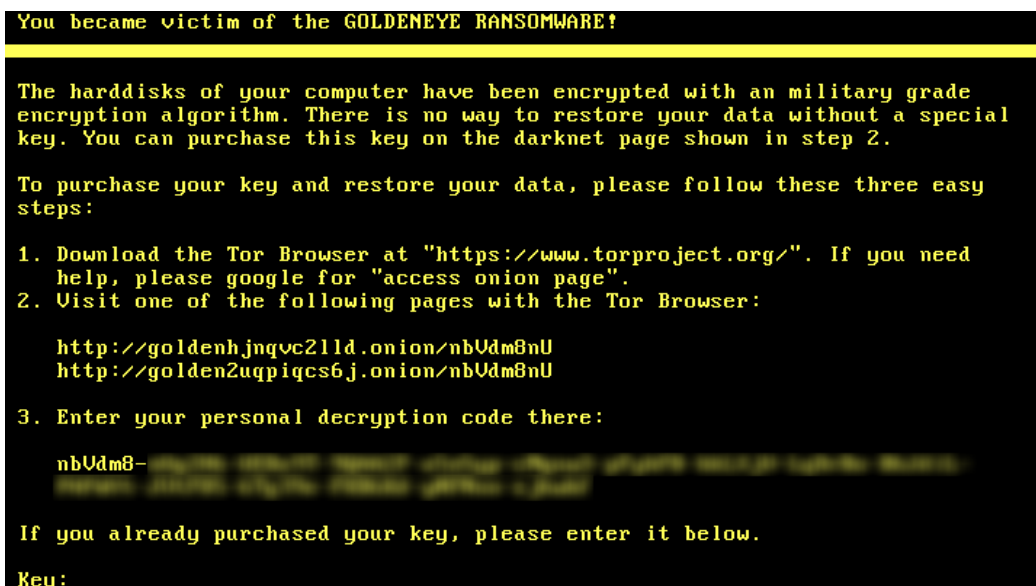 You became victim of the GOLDENEYE RANSOMWARE!
The harddisks of your computer have been encrypted with an military grade
encryption algorithm. There is no way to restore your data without a special
key. You can purchase this key on the darknet page shown in step 2.
To purchase your key and restore your data, please follow these three easy
steps:
1. Download the Tor Browser at "https://www.torproject.org/". If you need
help, please google for "access onion page".
2. Visit one of the following pages with the Tor Browser:
http://goldenhjnqvc2lld.onion/nbVdm8nU
http://golden2uqpiqcs6j.onion/nbVdm8nU
3. Enter your personal decryption code there:
nbVdm8-
If you already purchased your key, please enter it below.
Key: